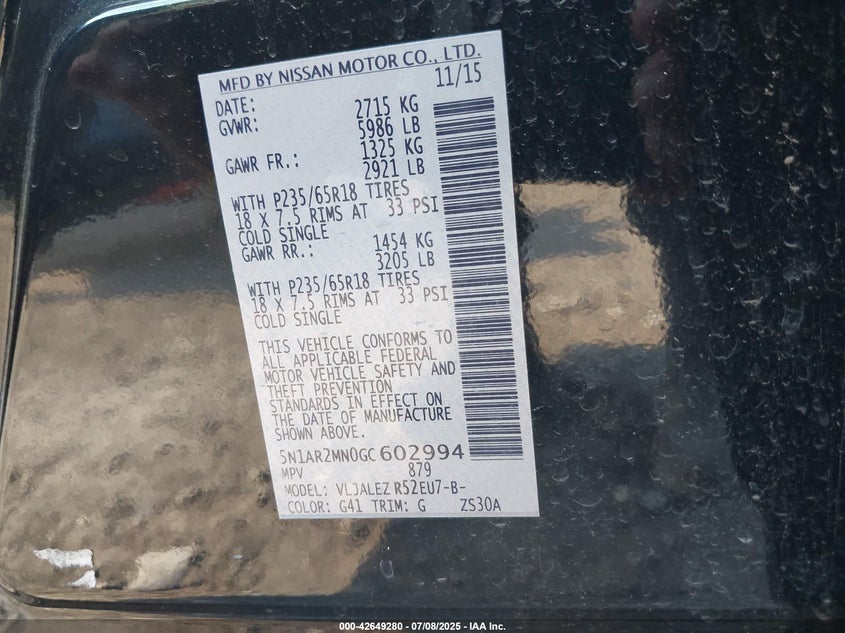 MFD BY NISSAN MOTOR CO., LTD.
DATE: 11/15
GVWR: 2715 KG
5986 LB
GAWR FR.: 1325 KG
2921 LB
WITH P235/65R18 TIRES
18 X 7.5 RIMS AT 33 PSI
COLD SINGLE
GAWR RR.: 1454 KG
3205 LB
WITH P235/65R18 TIRES
18 X 7.5 RIMS AT 33 PSI
COLD SINGLE
THIS VEHICLE CONFORMS TO
ALL APPLICABLE FEDERAL
MOTOR VEHICLE SAFETY AND
THEFT PREVENTION
STANDARDS IN EFFECT ON
THE DATE OF MANUFACTURE
SHOWN ABOVE.
5N1AR2MN0GC602994
MPV 879
MODEL: VLJALEZ R52EU7-B-
COLOR: G41 TRIM: G ZS30A
000-42649280 - 07/08/2025 - IAA Inc.